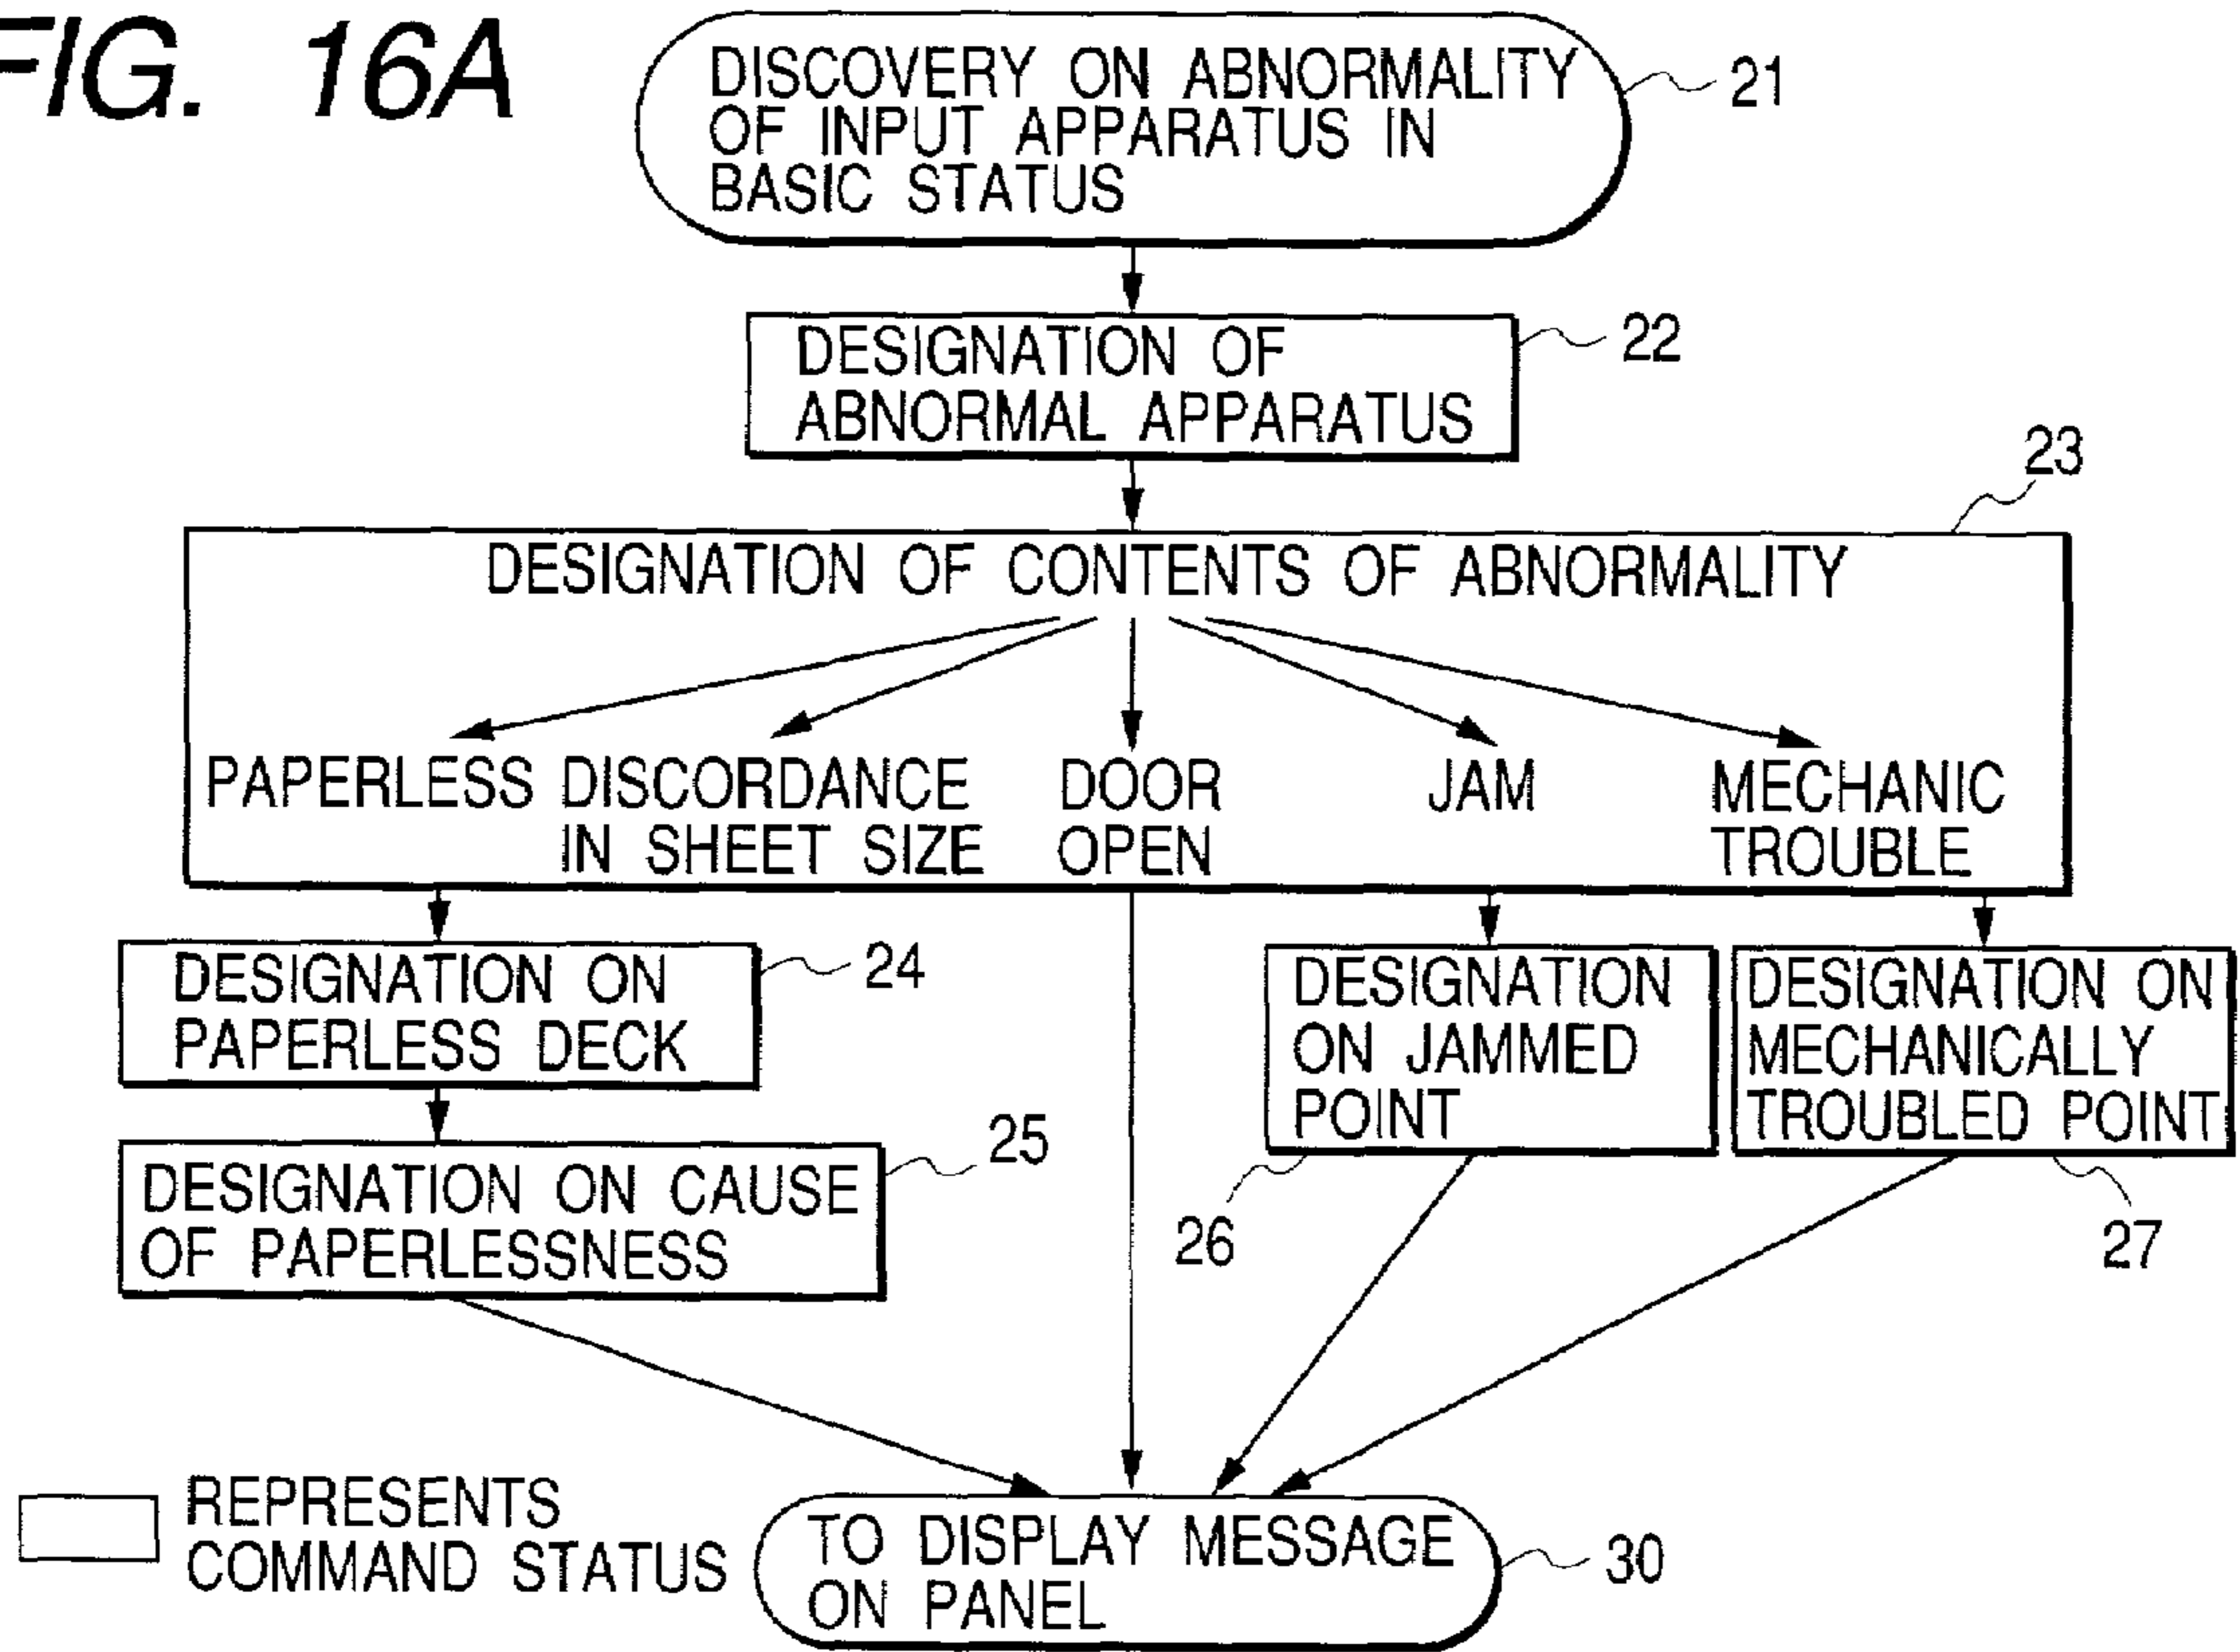 FIG. 16A
DISCOVERY ON ABNORMALITY
OF INPUT APPARATUS IN
BASIC STATUS
21
DESIGNATION OF
ABNORMAL APPARATUS
22
23
DESIGNATION OF CONTENTS OF ABNORMALITY
PAPERLESS
DISCORDANCE
IN SHEET SIZE
DOOR
OPEN
JAM
MECHANIC
TROUBLE
DESIGNATION ON
PAPERLESS DECK
24
DESIGNATION ON CAUSE
OF PAPERLESSNESS
25
DESIGNATION
ON JAMMED
POINT
26
DESIGNATION ON
MECHANICALLY
TROUBLED POINT
27
REPRESENTS
COMMAND STATUS
TO DISPLAY MESSAGE
ON PANEL
30